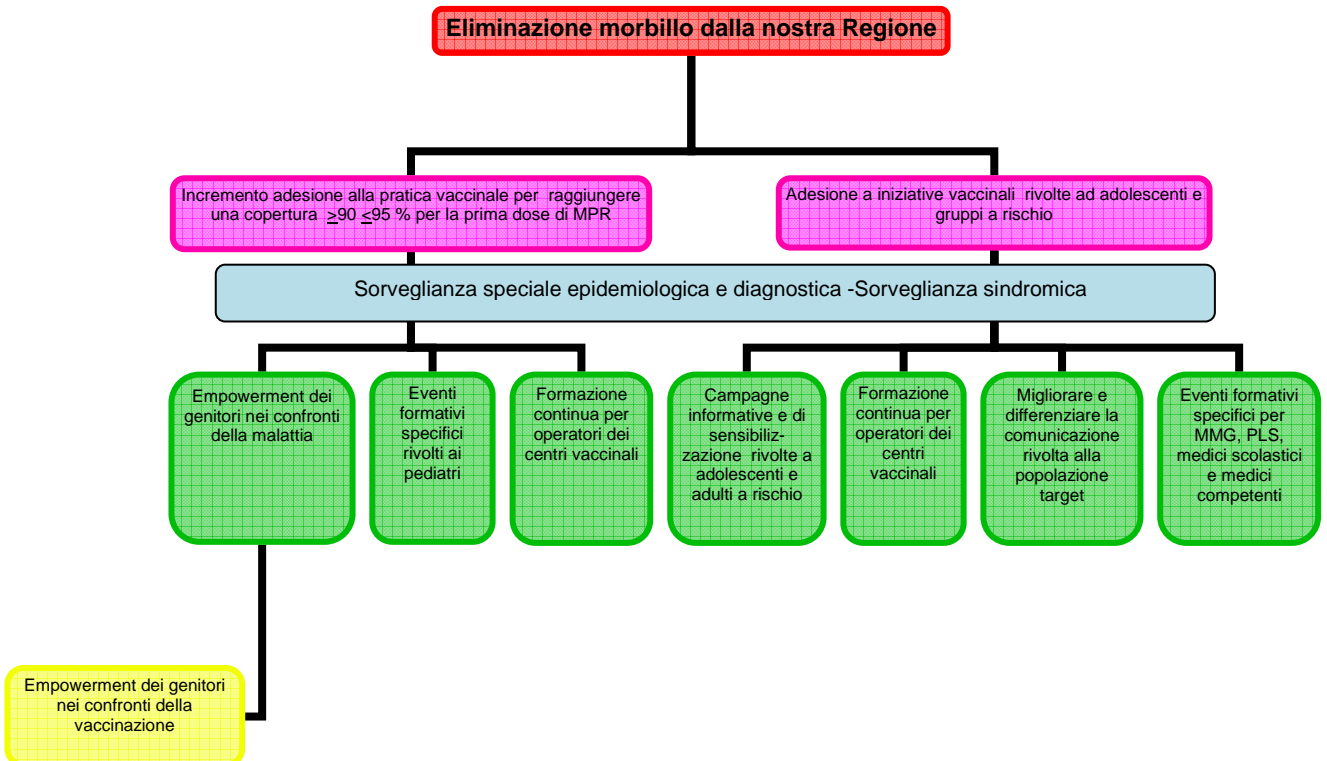 Eliminazione morbillo dalla nostra Regione
Incremento adesione alla pratica vaccinale per raggiungere
una copertura >90 <95 % per la prima dose di MPR
Adesione a iniziative vaccinali rivolte ad adolescenti e
gruppi a rischio
Sorveglianza speciale epidemiologica e diagnostica -Sorveglianza sindromica
Empowerment dei
genitori nei confronti
della malattia
Eventi
formativi
specifici
rivolti ai
pediatri
Formazione
continua per
operatori dei
centri vaccinali
Campagne
informative e di
sensibiliz-
zazione rivolte a
adolescenti e
adulti a rischio
Formazione
continua per
operatori dei
centri
vaccinali
Migliorare e
differenziare la
comunicazione
rivolta alla
popolazione
target
Eventi formativi
specifici per
MMG, PLS,
medici scolastici
e medici
competenti
Empowerment dei genitori
nei confronti della
vaccinazione